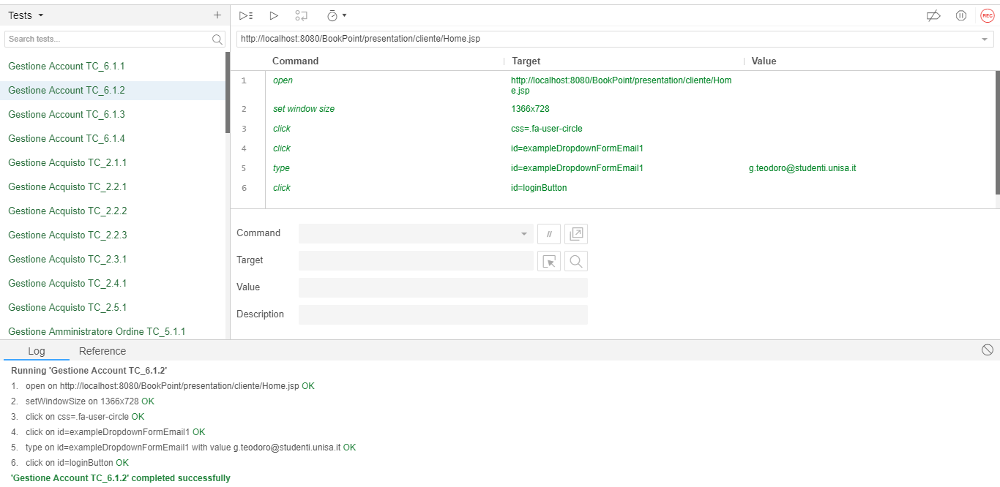 Tests
Search tests...
Gestione Account TC_6.1.1
Gestione Account TC_6.1.2
Gestione Account TC_6.1.3
Gestione Account TC_6.1.4
Gestione Acquisto TC_2.1.1
Gestione Acquisto TC_2.2.1
Gestione Acquisto TC_2.2.2
Gestione Acquisto TC_2.2.3
Gestione Acquisto TC_2.3.1
Gestione Acquisto TC_2.4.1
Gestione Acquisto TC_2.5.1
Gestione Amministratore Ordine TC_5.1.1
REC
http://localhost:8080/BookPoint/presentation/cliente/Home.jsp
Command Target Value
1 open http://localhost:8080/BookPoint/presentation/cliente/Hom
e.jsp
2 set window size 1366x728
3 click css=.fa-user-circle
4 click id=exampleDropdownFormEmail1
5 type id=exampleDropdownFormEmail1 g.teodoro@studenti.unisa.it
6 click id=loginButton
Command //
Target
Value
Description
Log Reference
Running 'Gestione Account TC_6.1.2'
1. open on http://localhost:8080/BookPoint/presentation/cliente/Home.jsp OK
2. setWindowSize on 1366x728 OK
3. click on css=.fa-user-circle OK
4. click on id=exampleDropdownFormEmail1 OK
5. type on id=exampleDropdownFormEmail1 with value g.teodoro@studenti.unisa.it OK
6. click on id=loginButton OK
'Gestione Account TC_6.1.2' completed successfully